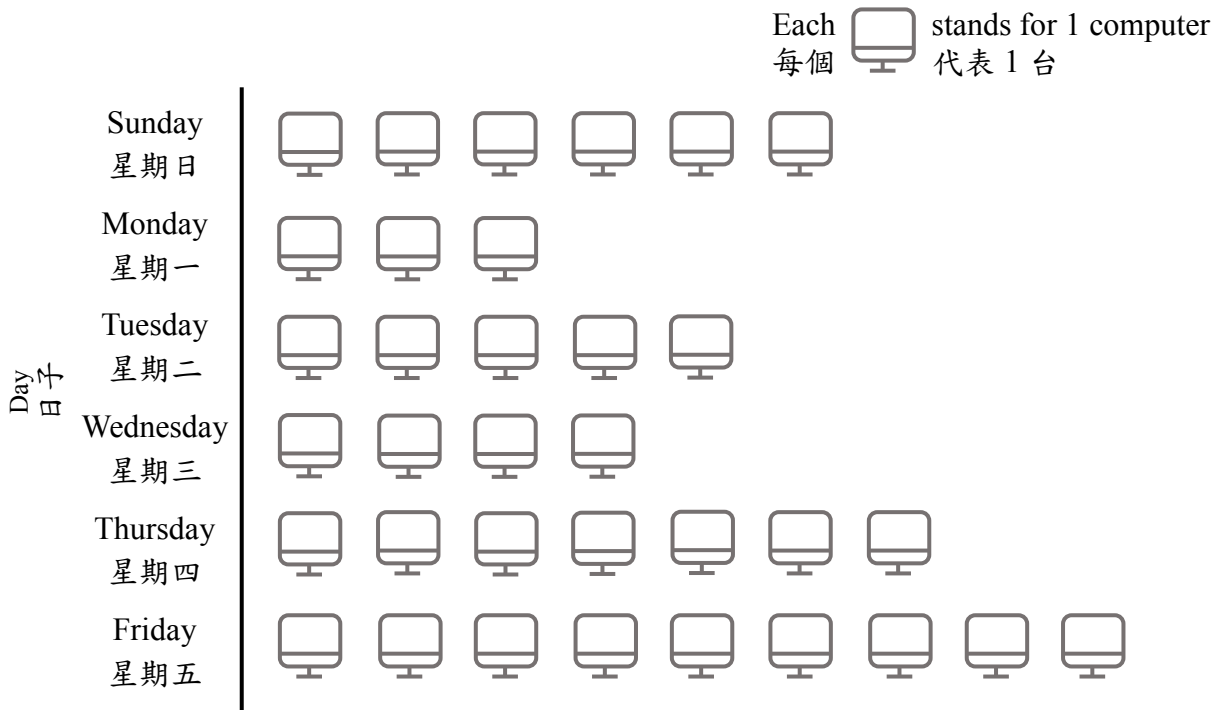 Each stands for 1 computer
每個 代表 1 台
Sunday
星期日
Monday
星期一
Tuesday
星期二
Day
日子
Wednesday
星期三
Thursday
星期四
Friday
星期五